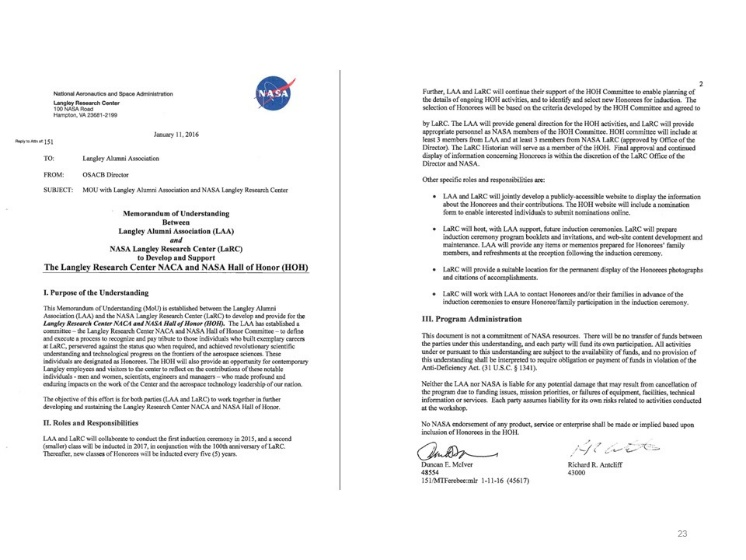 National Aeronautics and Space Administration
Langley Research Center
100 NASA Road
Hampton, VA 23681-2199
NASA
January 11, 2016
Reply to Attn of: 151
TO: Langley Alumni Association
FROM: OSACB Director
SUBJECT: MOU with Langley Alumni Association and NASA Langley Research Center
Memorandum of Understanding
Between
Langley Alumni Association (LAA)
and
NASA Langley Research Center (LaRC)
to Develop and Support
The Langley Research Center NACA and NASA Hall of Honor (HOH)
I. Purpose of the Understanding
This Memorandum of Understanding (MoU) is established between the Langley Alumni
Association (LAA) and the NASA Langley Research Center (LaRC) to develop and provide for the
Langley Research Center NACA and NASA Hall of Honor (HOH). The LAA has established a
committee – the Langley Research Center NACA and NASA Hall of Honor Committee – to define
and execute a process to recognize and pay tribute to those individuals who built exemplary careers
at LaRC, persevered against the status quo when required, and achieved revolutionary scientific
understanding and technological progress on the frontiers of the aerospace sciences. These
individuals are designated as Honorees. The HOH will also provide an opportunity for contemporary
Langley employees and visitors to the center to reflect on the contributions of these notable
individuals - men and women, scientists, engineers and managers – who made profound and
enduring impacts on the work of the Center and the aerospace technology leadership of our nation.
The objective of this effort is for both parties (LAA and LaRC) to work together in further
developing and sustaining the Langley Research Center NACA and NASA Hall of Honor.
II. Roles and Responsibilities
LAA and LaRC will collaborate to conduct the first induction ceremony in 2015, and a second
(smaller) class will be inducted in 2017, in conjunction with the 100th anniversary of LaRC.
Thereafter, new classes of Honorees will be inducted every five (5) years.
2
Further, LAA and LaRC will continue their support of the HOH Committee to enable planning of
the details of ongoing HOH activities, and to identify and select new Honorees for induction. The
selection of Honorees will be based on the criteria developed by the HOH Committee and agreed to
by LaRC. The LAA will provide general direction for the HOH activities, and LaRC will provide
appropriate personnel as NASA members of the HOH Committee. HOH committee will include at
least 3 members from LAA and at least 3 members from NASA LaRC (approved by Office of the
Director). The LaRC Historian will serve as a member of the HOH. Final approval and continued
display of information concerning Honorees is within the discretion of the LaRC Office of the
Director and NASA.
Other specific roles and responsibilities are:
• LAA and LaRC will jointly develop a publicly-accessible website to display the information
about the Honorees and their contributions. The HOH website will include a nomination
form to enable interested individuals to submit nominations online.
• LaRC will host, with LAA support, future induction ceremonies. LaRC will prepare
induction ceremony program booklets and invitations, and web-site content development and
maintenance. LAA will provide any items or mementos prepared for Honorees' family
members, and refreshments at the reception following the induction ceremony.
• LaRC will provide a suitable location for the permanent display of the Honorees photographs
and citations of accomplishments.
• LaRC will work with LAA to contact Honorees and/or their families in advance of the
induction ceremonies to ensure Honoree/family participation in the induction ceremony.
III. Program Administration
This document is not a commitment of NASA resources. There will be no transfer of funds between
the parties under this understanding, and each party will fund its own participation. All activities
under or pursuant to this understanding are subject to the availability of funds, and no provision of
this understanding shall be interpreted to require obligation or payment of funds in violation of the
Anti-Deficiency Act. (31 U.S.C. § 1341).
Neither the LAA nor NASA is liable for any potential damage that may result from cancellation of
the program due to funding issues, mission priorities, or failures of equipment, facilities, technical
information or services. Each party assumes liability for its own risks related to activities conducted
at the workshop.
No NASA endorsement of any product, service or enterprise shall be made or implied based upon
inclusion of Honorees in the HOH.
Duncan E. McIver
48554
151/MTFerebee:mlr 1-11-16 (45617)
Richard R. Antcliff
43000
23